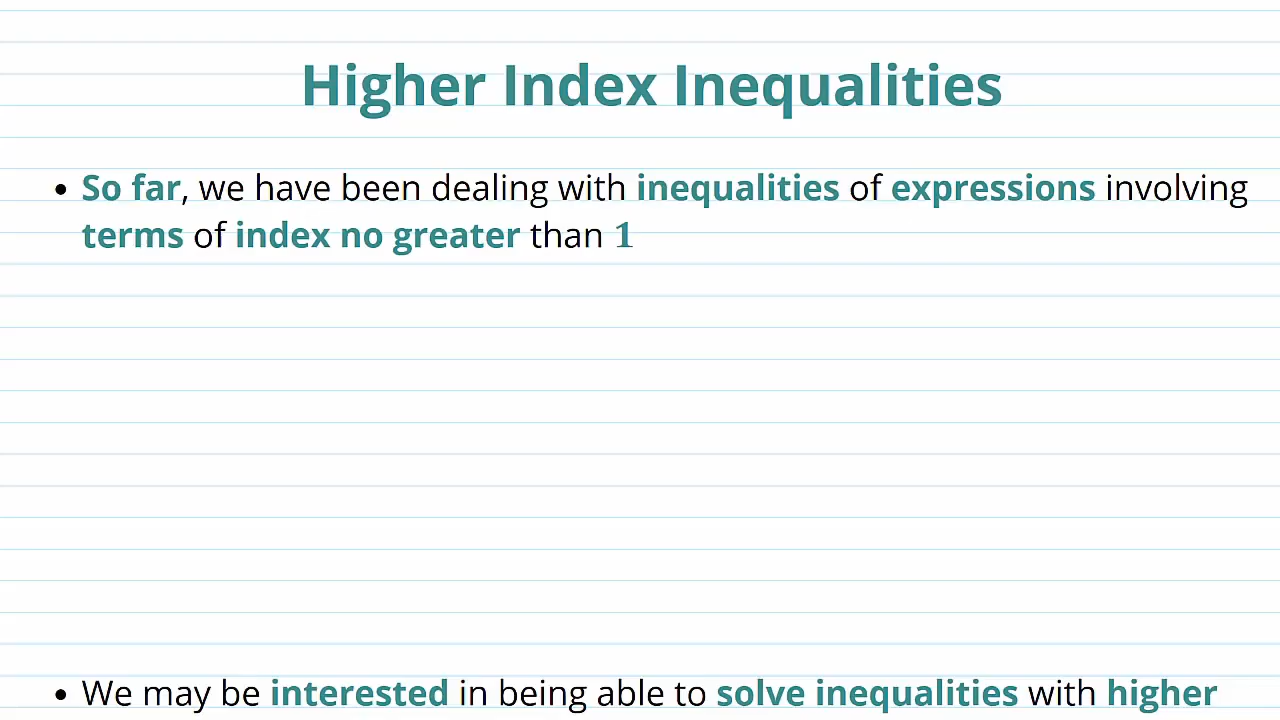 Higher Index Inequalities
• So far, we have been dealing with inequalities of expressions involving
terms of index no greater than 1
• We may be interested in being able to solve inequalities with higher